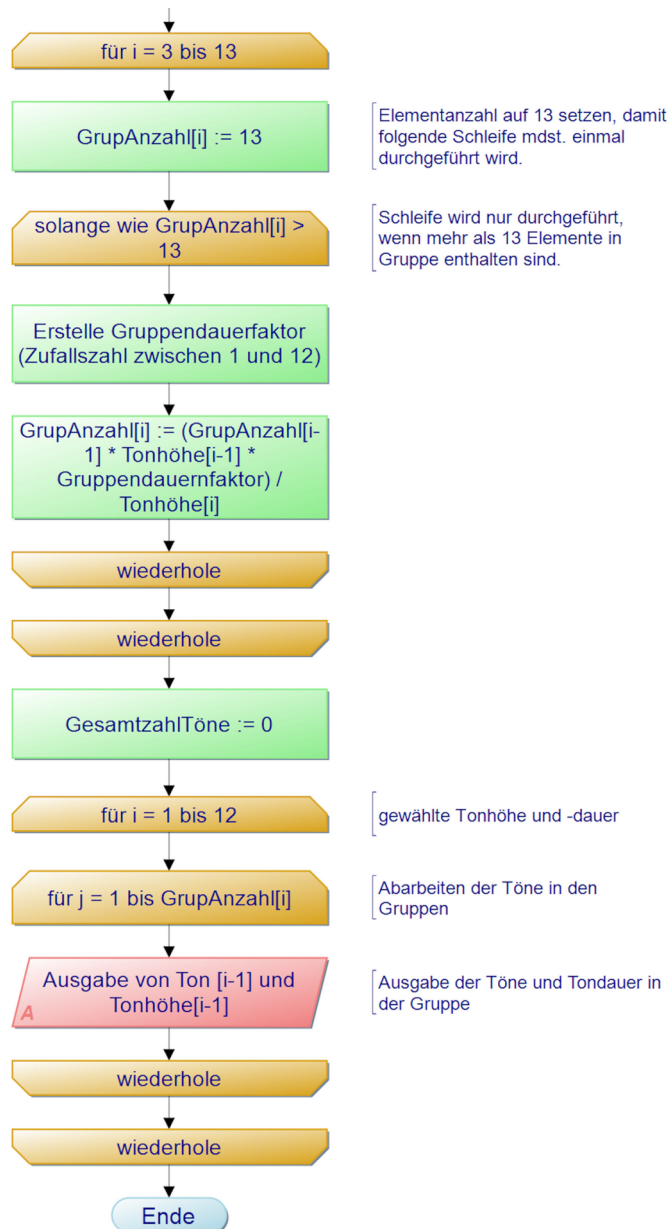 für i = 3 bis 13
GrupAnzahl[i] := 13
Elementanzahl auf 13 setzen, damit
folgende Schleife mdst. einmal
durchgeführt wird.
solange wie GrupAnzahl[i] >
13
Schleife wird nur durchgeführt,
wenn mehr als 13 Elemente in
Gruppe enthalten sind.
Erstelle Gruppendauerfaktor
(Zufallszahl zwischen 1 und 12)
GrupAnzahl[i] := (GrupAnzahl[i-
1] * Tonhöhe[i-1] *
Gruppendauernfaktor) /
Tonhöhe[i]
wiederhole
wiederhole
GesamtzahlTöne := 0
für i = 1 bis 12
gewählte Tonhöhe und -dauer
für j = 1 bis GrupAnzahl[i]
Abarbeiten der Töne in den
Gruppen
Ausgabe von Ton [i-1] und
Tonhöhe[i-1]
A
Ausgabe der Töne und Tondauer in
der Gruppe
wiederhole
wiederhole
Ende